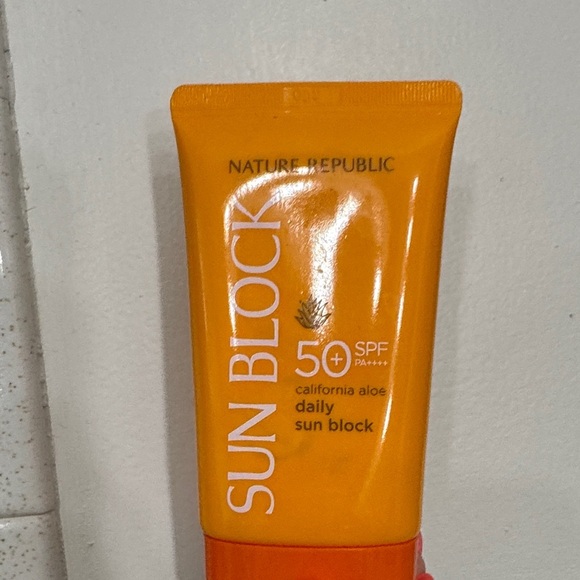 NATURE REPUBLIC
SUN BLOCK
50+ SPF
PA++++
california aloe
daily
sun block